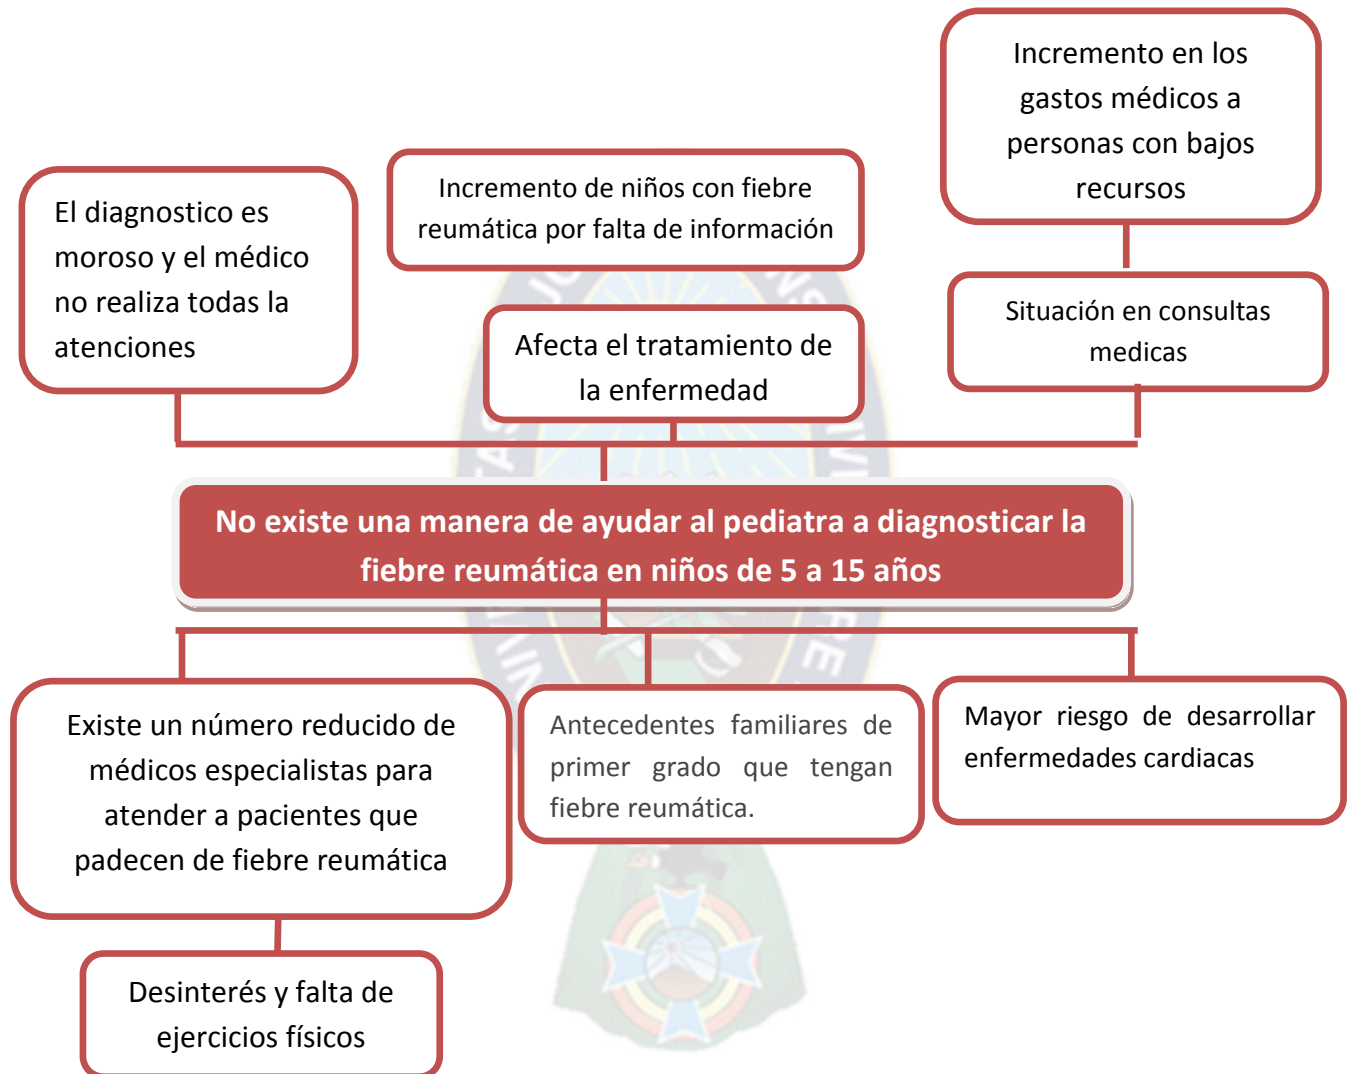 Incremento en los
gastos médicos a
personas con bajos
recursos
El diagnostico es
moroso y el médico
no realiza todas la
atenciones
Incremento de niños con fiebre
reumática por falta de información
Situación en consultas
medicas
Afecta el tratamiento de
la enfermedad
No existe una manera de ayudar al pediatra a diagnosticar la
fiebre reumática en niños de 5 a 15 años
Existe un número reducido de
médicos especialistas para
atender a pacientes que
padecen de fiebre reumática
Antecedentes familiares de
primer grado que tengan
fiebre reumática.
Mayor riesgo de desarrollar
enfermedades cardiacas
Desinterés y falta de
ejercicios físicos